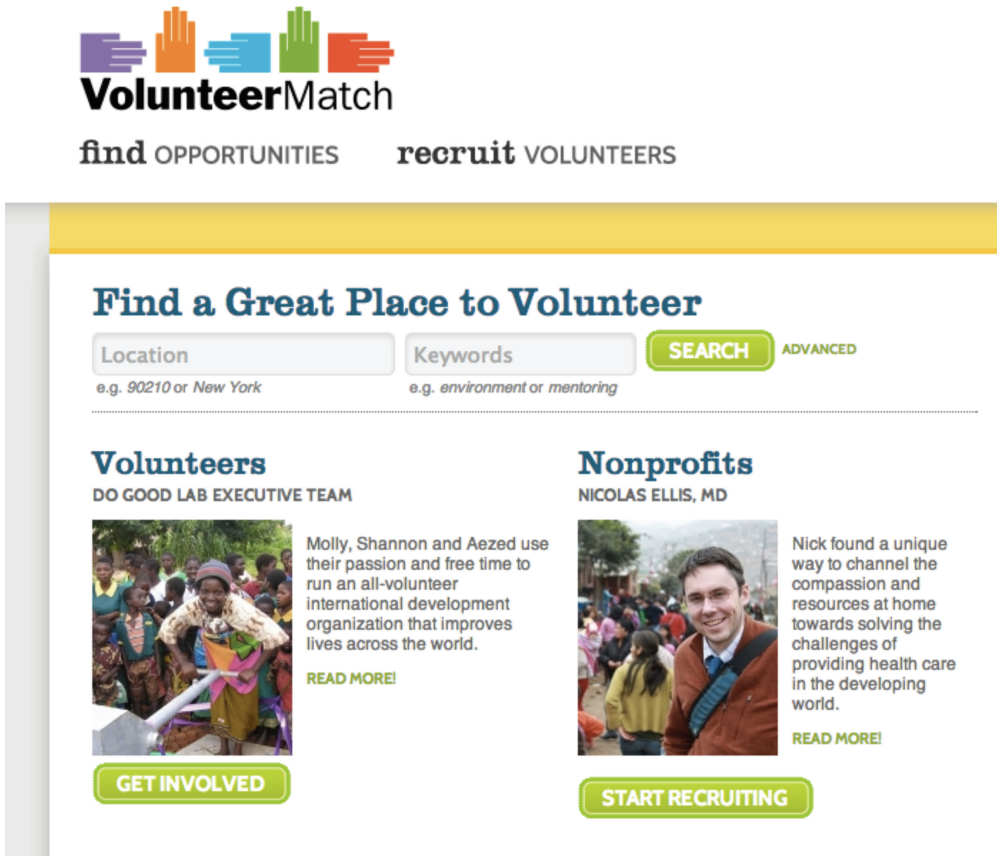 VolunteerMatch
find OPPORTUNITIES recruit VOLUNTEERS
Find a Great Place to Volunteer
Location Keywords SEARCH ADVANCED
e.g. 90210 or New York e.g. environment or mentoring
Volunteers
DO GOOD LAB EXECUTIVE TEAM
Molly, Shannon and Aezed use
their passion and free time to
run an all-volunteer
international development
organization that improves
lives across the world.
READ MORE!
GET INVOLVED
Nonprofits
NICOLAS ELLIS, MD
Nick found a unique
way to channel the
compassion and
resources at home
towards solving the
challenges of
providing health care
in the developing
world.
READ MORE!
START RECRUITING